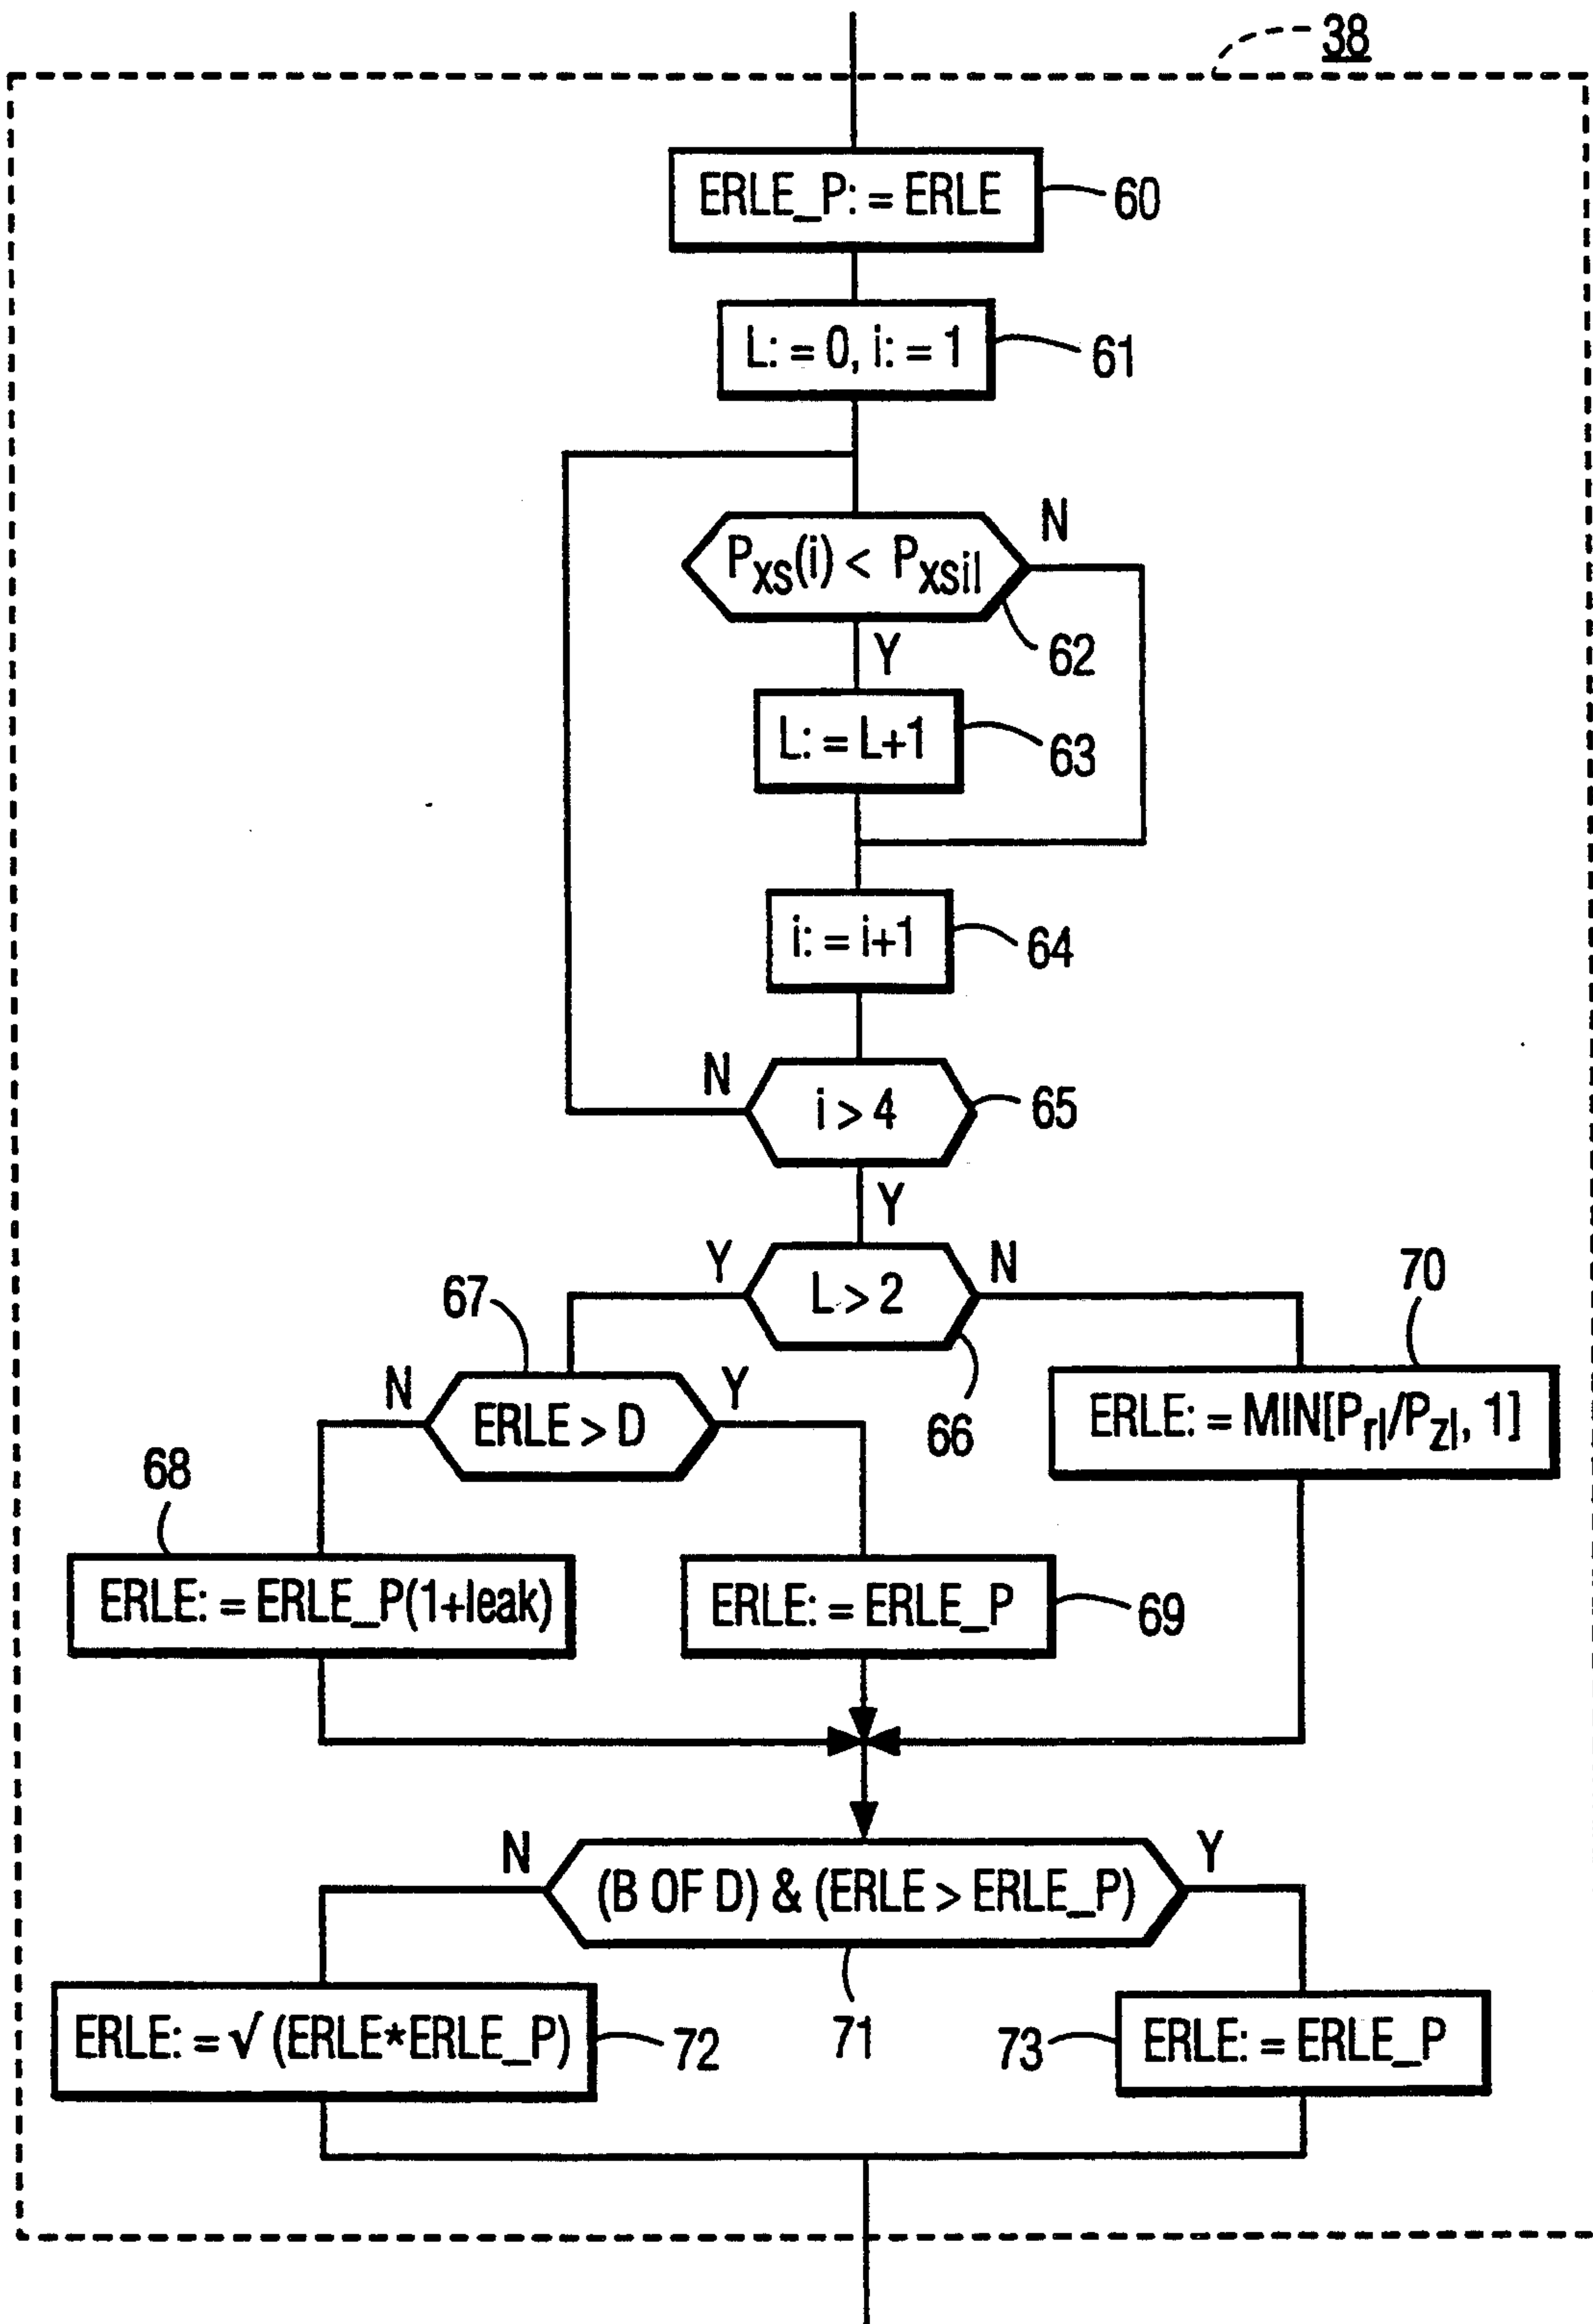 38
ERLE_P: = ERLE
60
L: = 0, i: = 1
61
N
Pxs(i) < Pxsil
62
Y
L: = L+1
63
i: = i+1
64
N
i > 4
65
Y
Y
L > 2
N
66
67
70
N
ERLE > D
Y
ERLE: = MIN[Prl/Pzl, 1]
68
ERLE: = ERLE_P(1+leak)
ERLE: = ERLE_P
69
N
(B OF D) & (ERLE > ERLE_P)
Y
71
ERLE: = √ (ERLE*ERLE_P)
72
73
ERLE: = ERLE_P